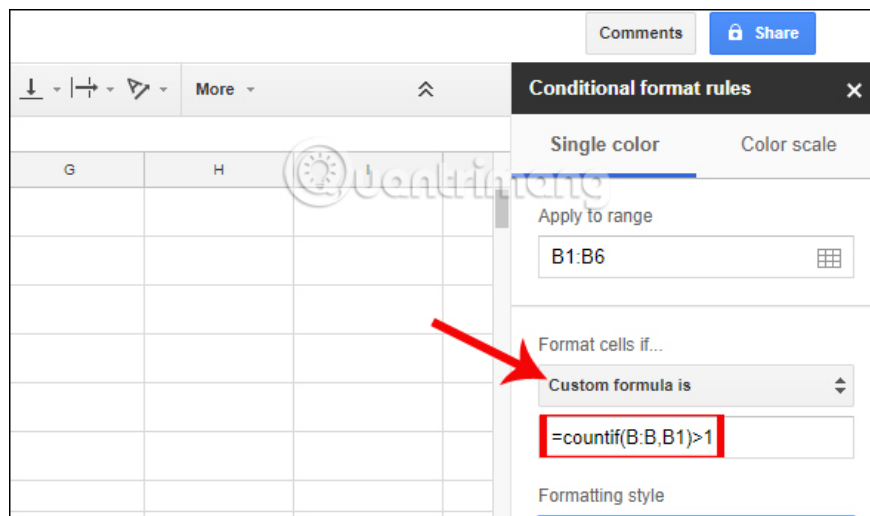 Comments
Share
More
Conditional format rules
Single color
Color scale
G
H
I
Quantrimang
Apply to range
B1:B6
Format cells if...
Custom formula is
=countif(B:B,B1)>1
Formatting style